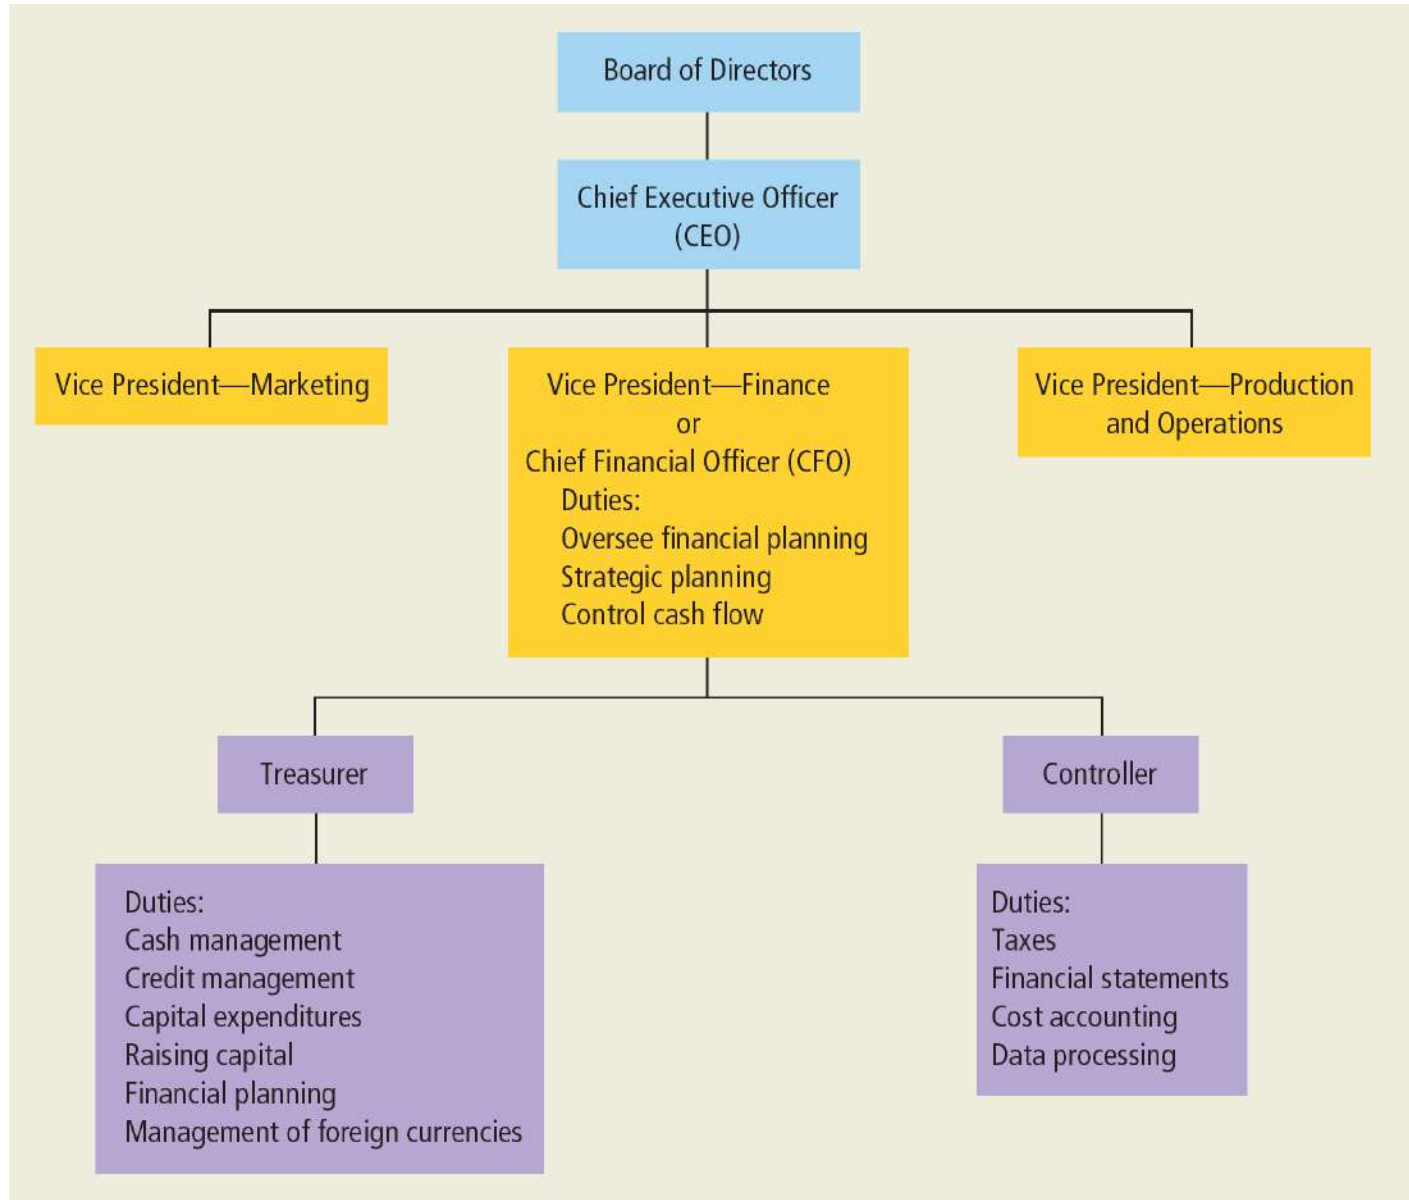 Board of Directors
Chief Executive Officer
(CEO)
Vice President—Marketing
Vice President—Finance
or
Chief Financial Officer (CFO)
Duties:
Oversee financial planning
Strategic planning
Control cash flow
Vice President—Production
and Operations
Treasurer
Controller
Duties:
Cash management
Credit management
Capital expenditures
Raising capital
Financial planning
Management of foreign currencies
Duties:
Taxes
Financial statements
Cost accounting
Data processing